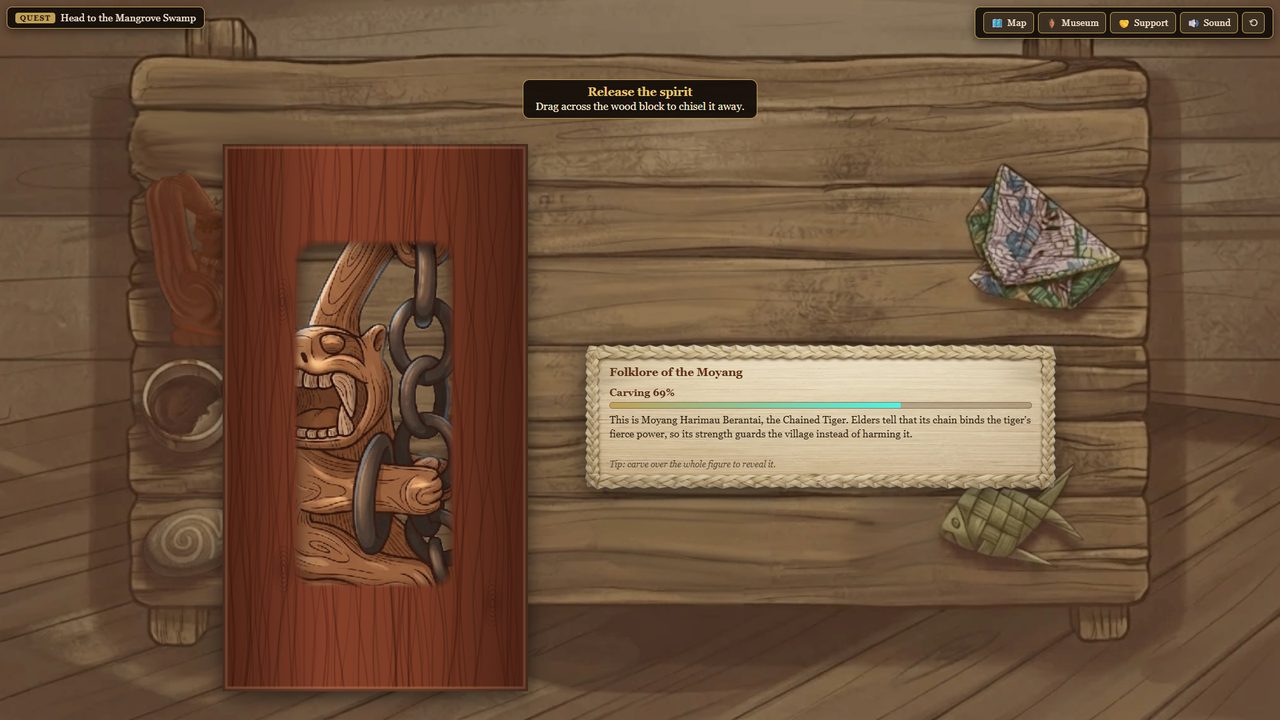 QUEST Head to the Mangrove Swamp
Map
Museum
Support
Sound
Release the spirit
Drag across the wood block to chisel it away.
Folklore of the Moyang
Carving 69%
This is Moyang Harimau Berantai, the Chained Tiger. Elders tell that its chain binds the tiger's
fierce power, so its strength guards the village instead of harming it.
Tip: carve over the whole figure to reveal it.